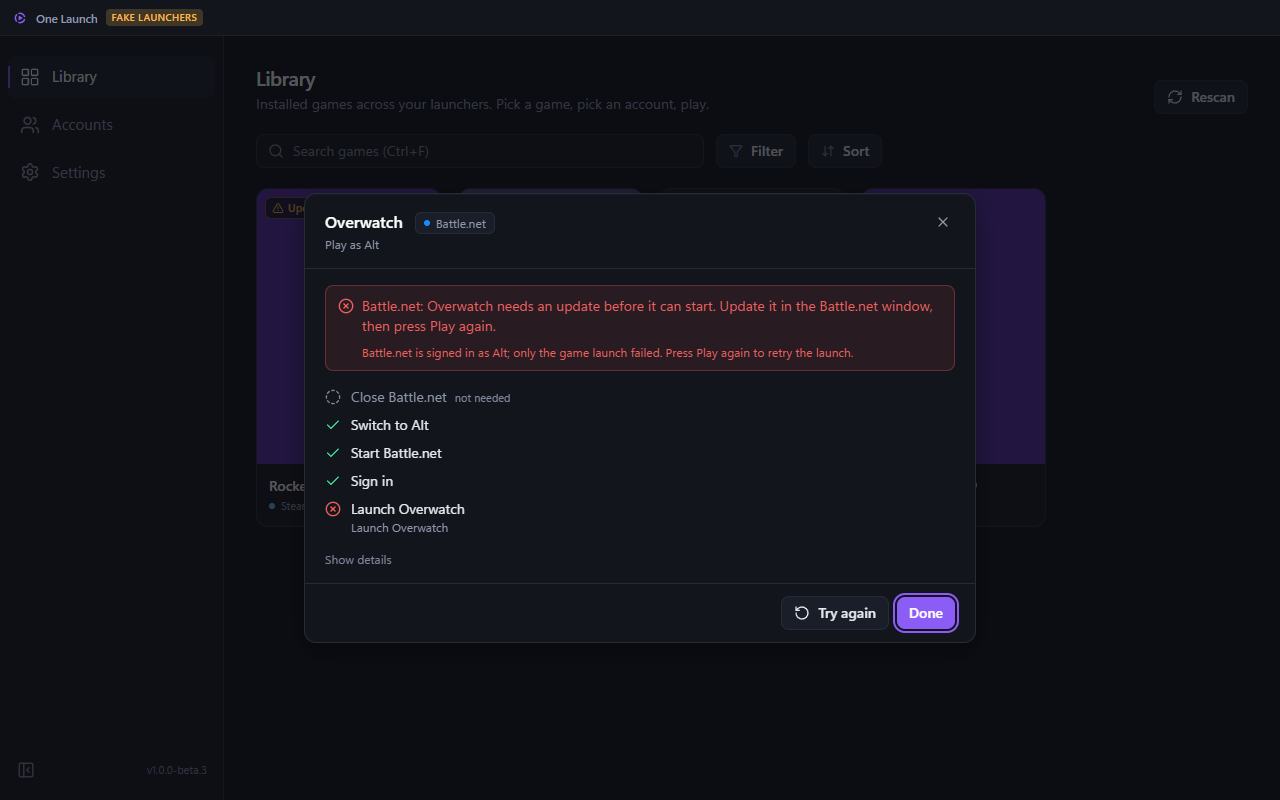 One Launch FAKE LAUNCHERS
Library
Accounts
Settings
v1.0.0-beta.3
Library
Installed games across your launchers. Pick a game, pick an account, play.
Rescan
Search games (Ctrl+F)
Filter
Sort
Overwatch Battle.net
Play as Alt
Battle.net: Overwatch needs an update before it can start. Update it in the Battle.net window,
then press Play again.
Battle.net is signed in as Alt; only the game launch failed. Press Play again to retry the launch.
Close Battle.net not needed
Switch to Alt
Start Battle.net
Sign in
Launch Overwatch
Launch Overwatch
Show details
Try again
Done